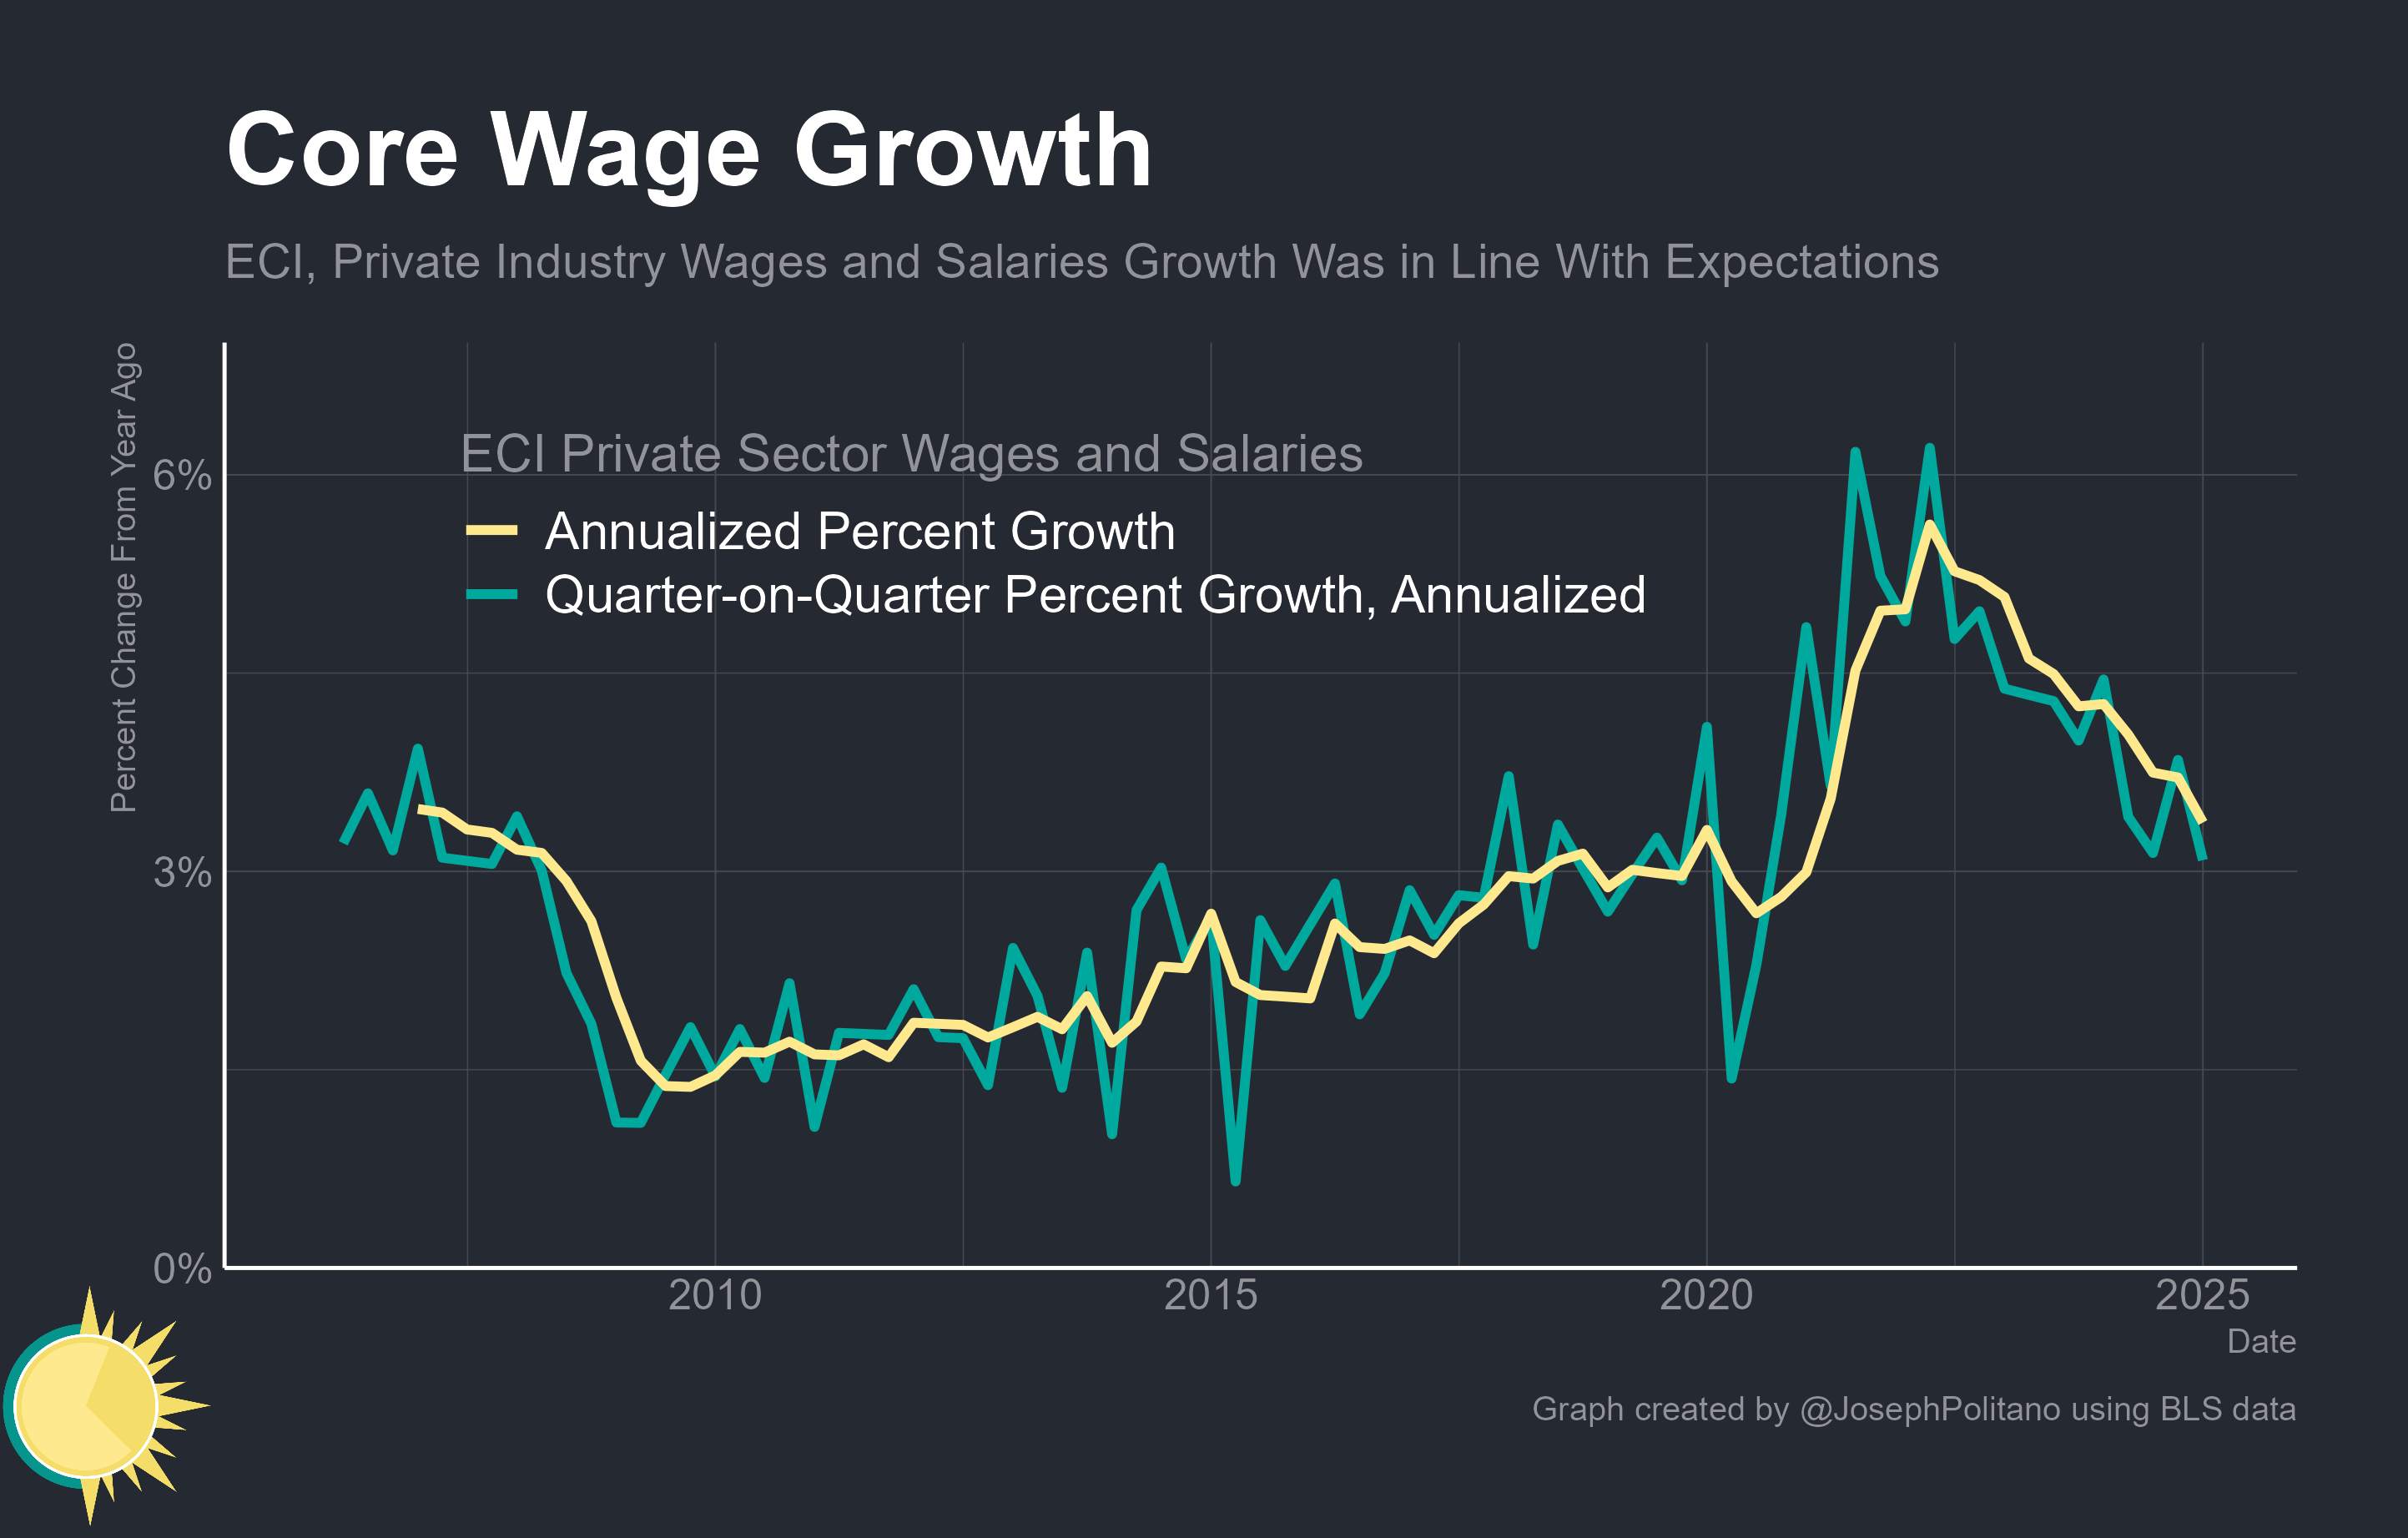 Core Wage Growth
ECI, Private Industry Wages and Salaries Growth Was in Line With Expectations
Percent Change From Year Ago
ECI Private Sector Wages and Salaries
6%
Annualized Percent Growth
Quarter-on-Quarter Percent Growth, Annualized
3%
0%
2010 2015 2020 2025
Date
Graph created by @JosephPolitano using BLS data